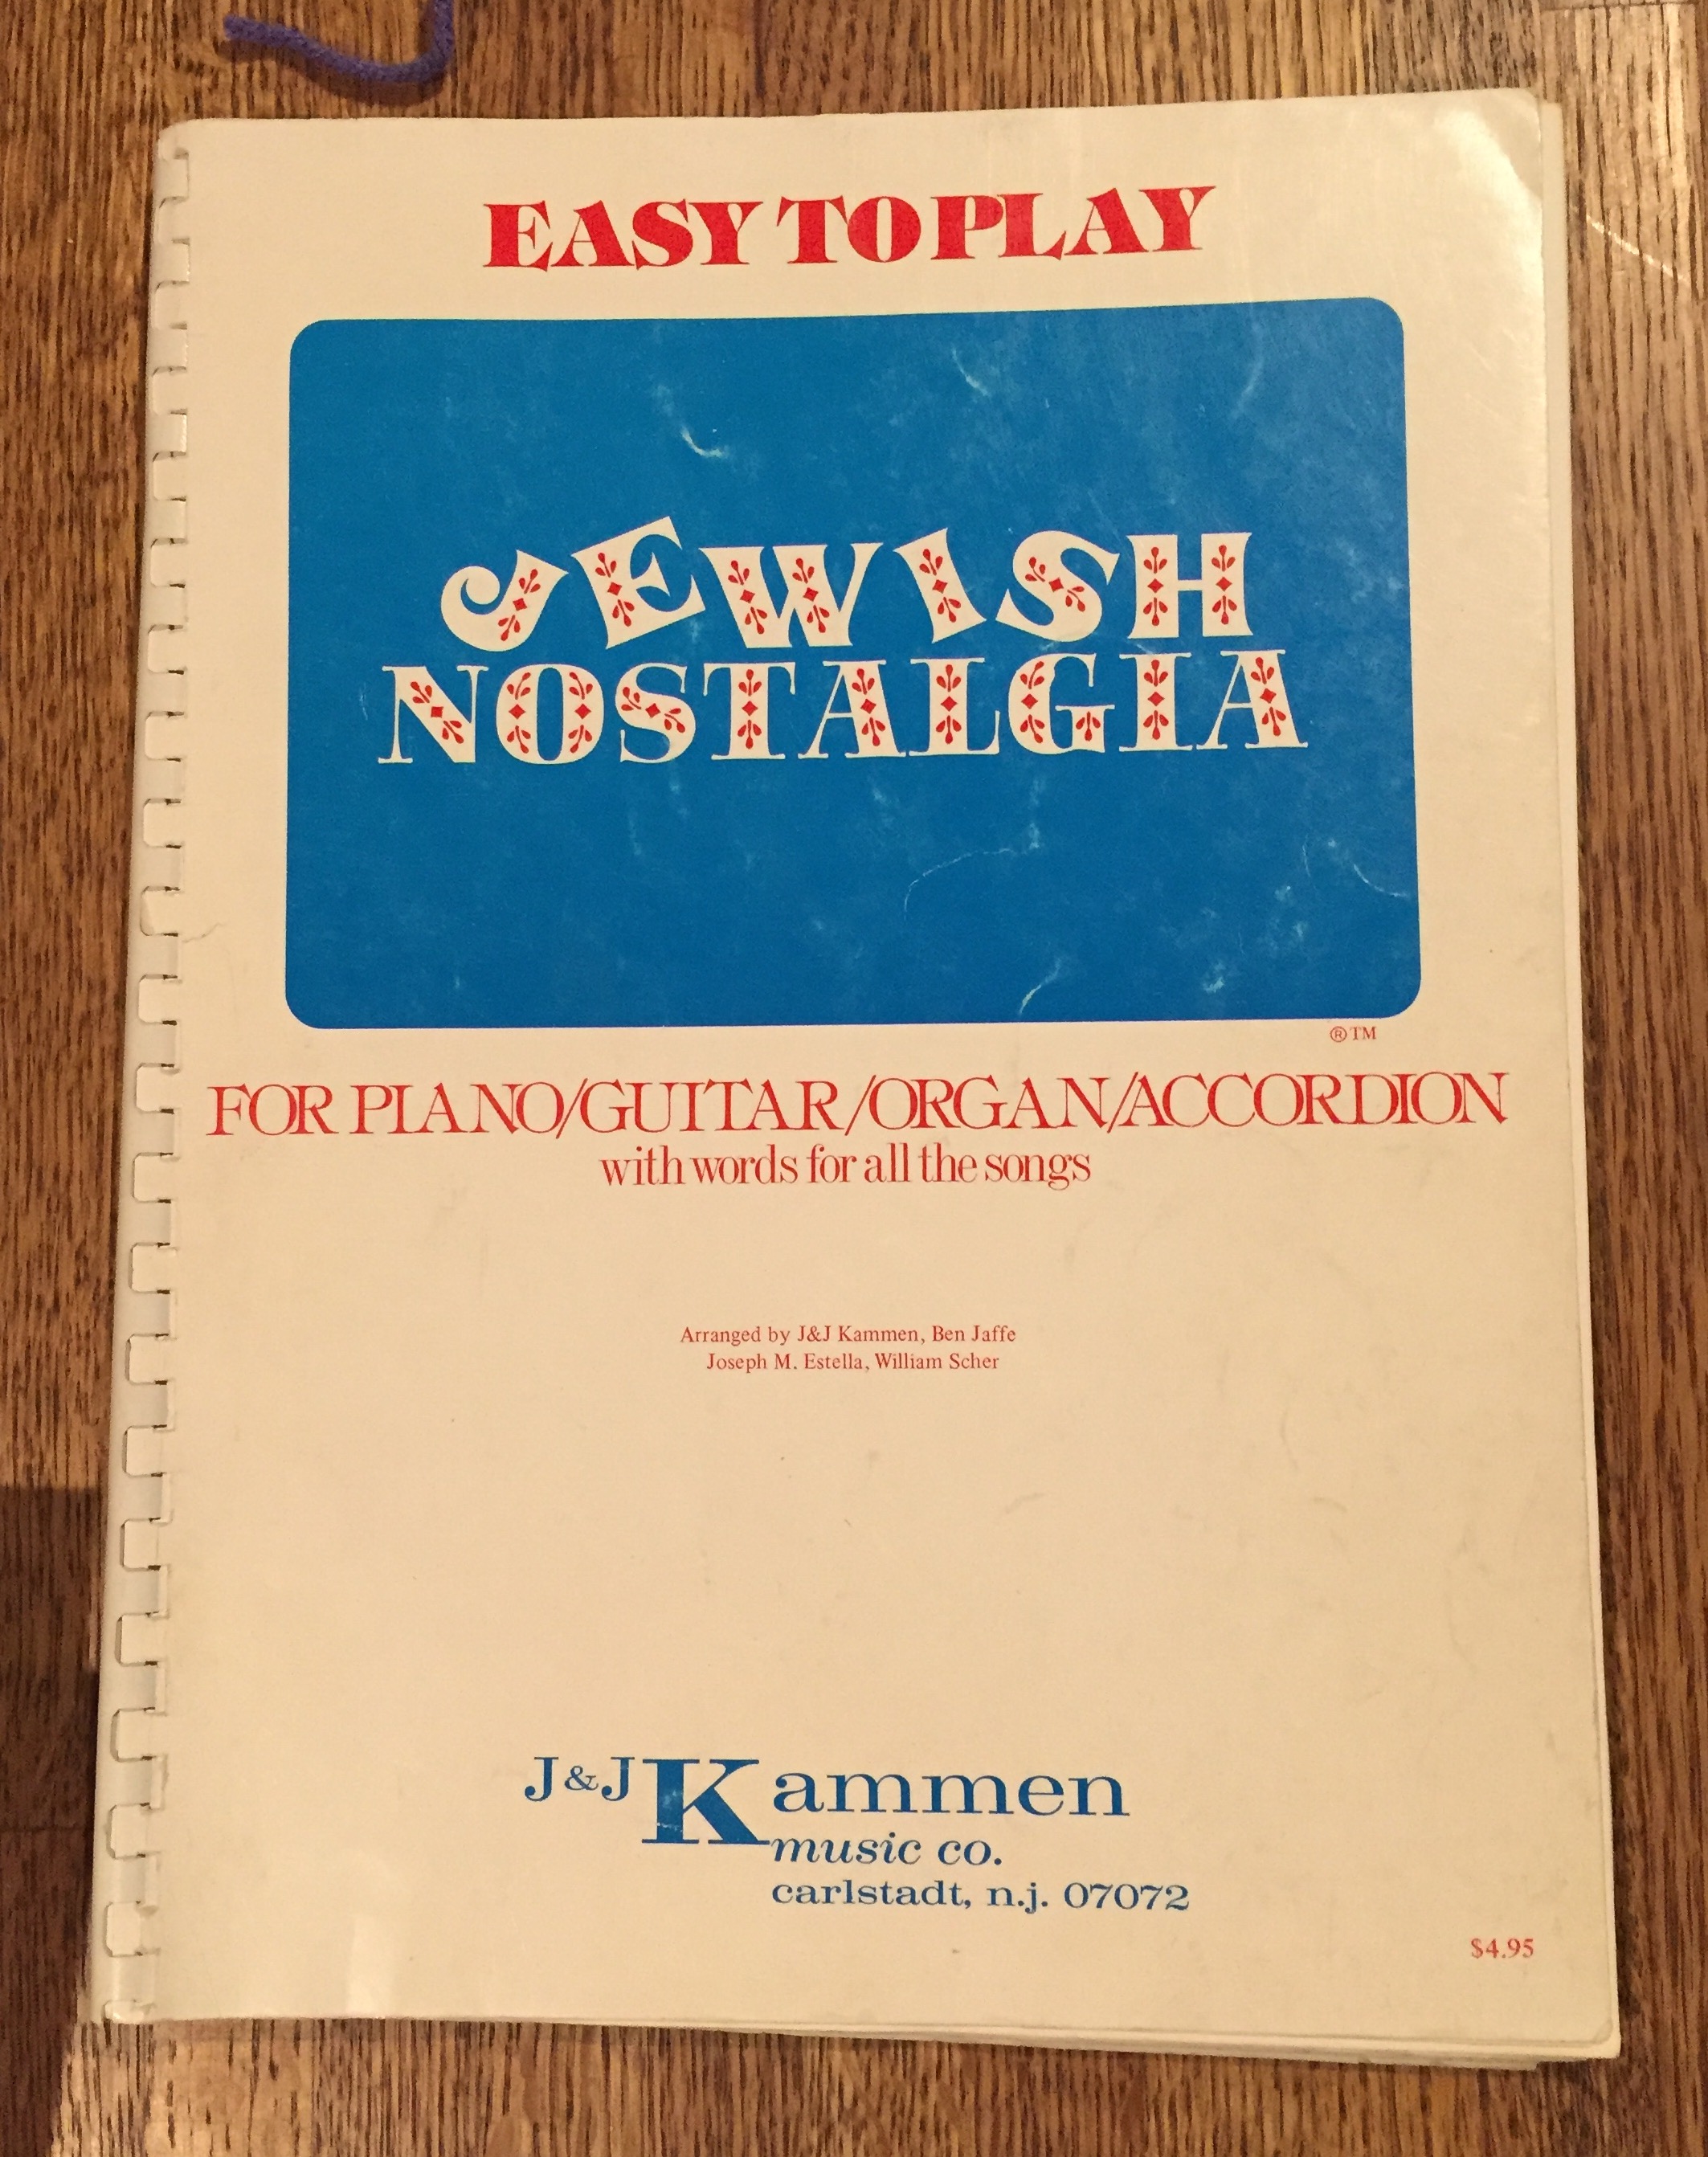 EASY TO PLAY
JEWISH
NOSTALGIA
®TM
FOR PIANO/GUITAR/ORGAN/ACCORDION
with words for all the songs
Arranged by J&J Kammen, Ben Jaffe
Joseph M. Estella, William Scher
J&J Kammen
music co.
carlstadt, n.j. 07072
$4.95